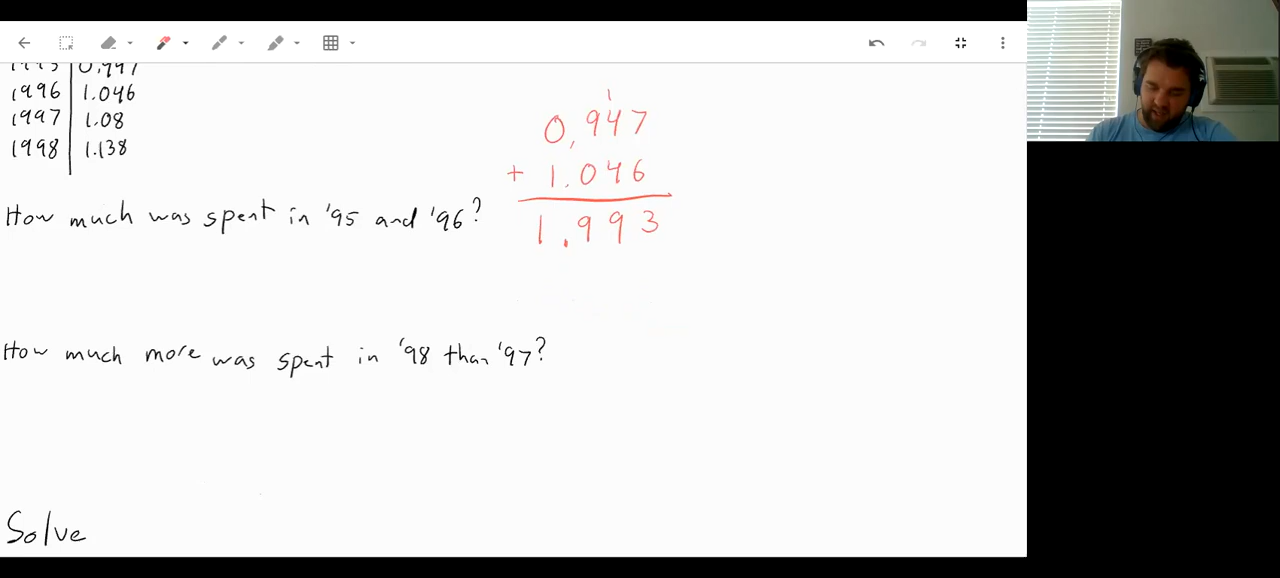 1996 1.046
1997 1.08
1998 1.138
How much was spent in '95 and '96?
1
0,947
+ 1.046
1.993
How much more was spent in '98 than '97?
Solve